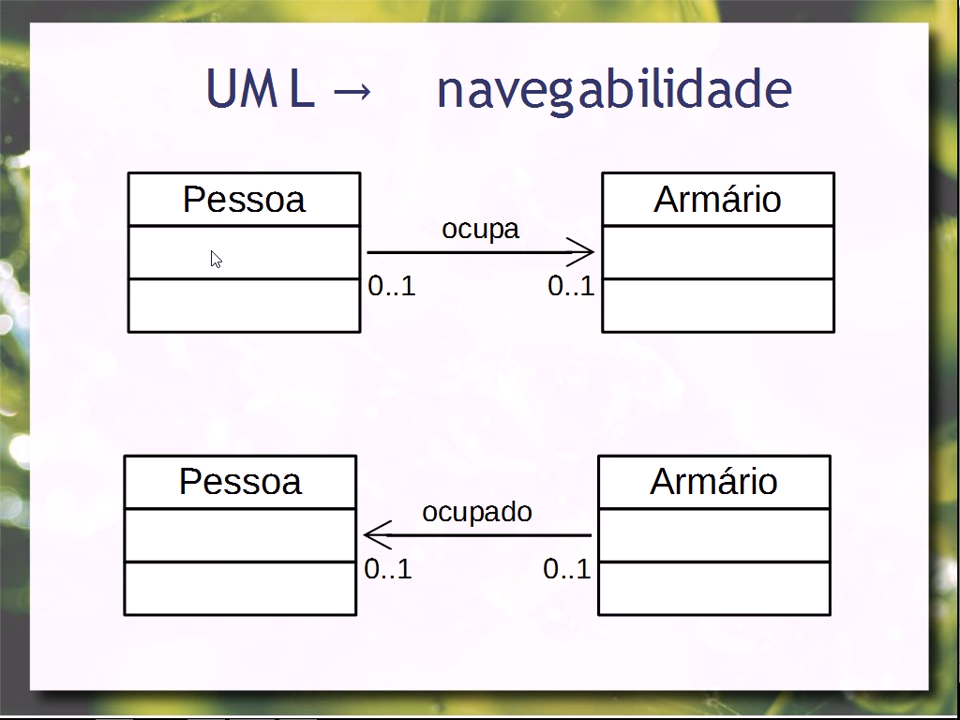 UML → navegabilidade
Pessoa
Armário
ocupa
0..1
0..1
Pessoa
Armário
ocupado
0..1
0..1